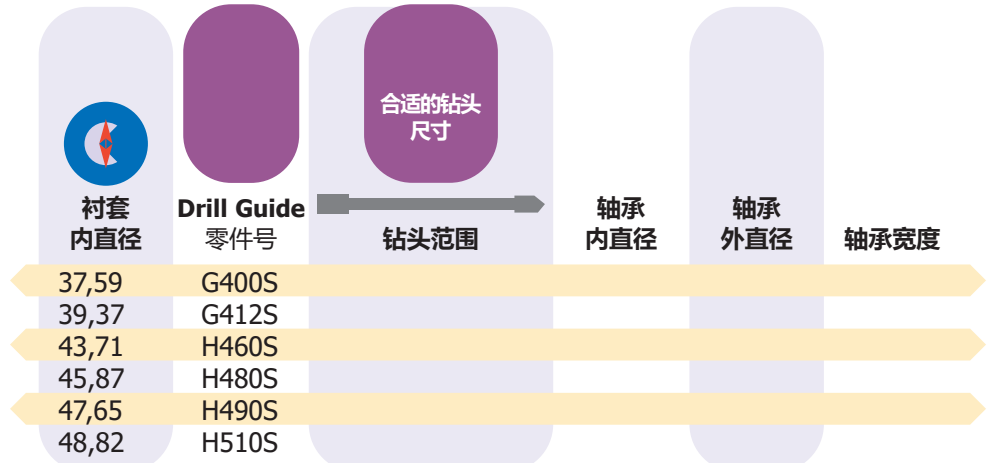 合适的钻头
尺寸
衬套
内直径
Drill Guide
零件号
钻头范围
轴承
内直径
轴承
外直径
轴承宽度
37,59 G400S
39,37 G412S
43,71 H460S
45,87 H480S
47,65 H490S
48,82 H510S